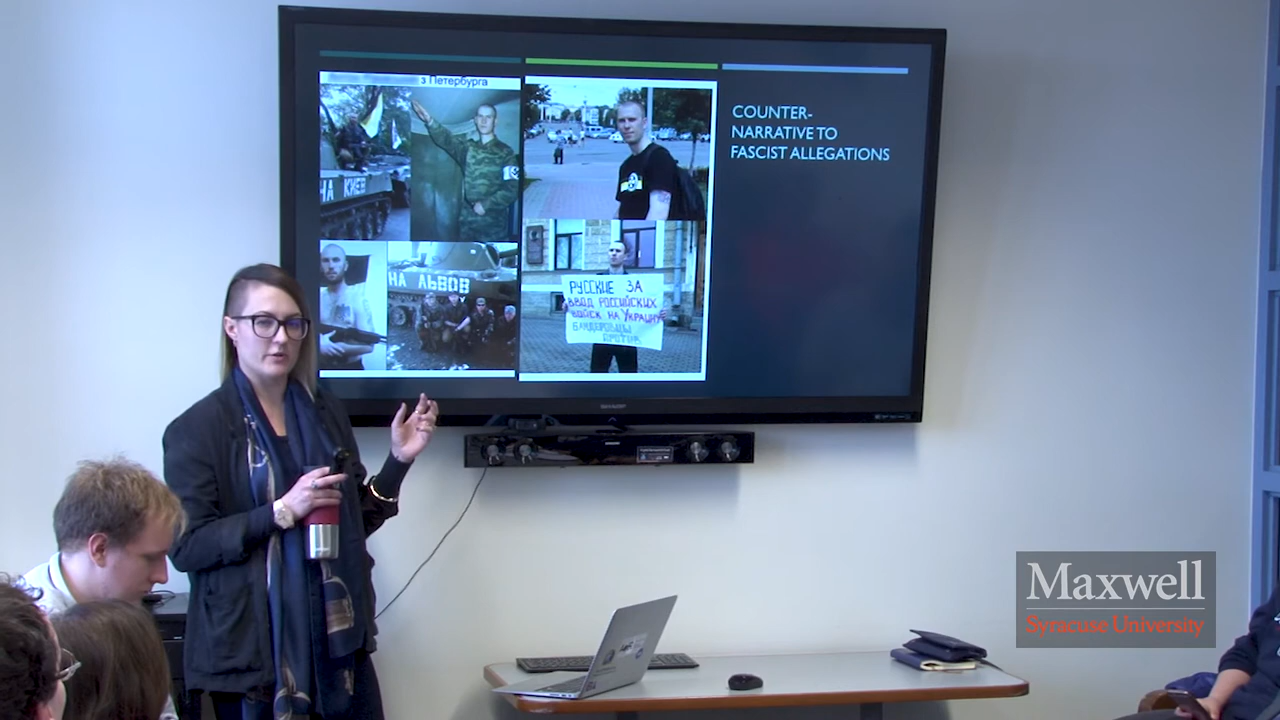 з Петербурга
НА КИЕВ
НА ЛЬВОВ
РУССКИЕ ЗА
ВВОД РОССИЙСКИХ
ВОЙСК НА УКРАИНУ
БАНДЕРОВЦЫ
ПРОТИВ
COUNTER-
NARRATIVE TO
FASCIST ALLEGATIONS
SHARP
Maxwell
Syracuse University